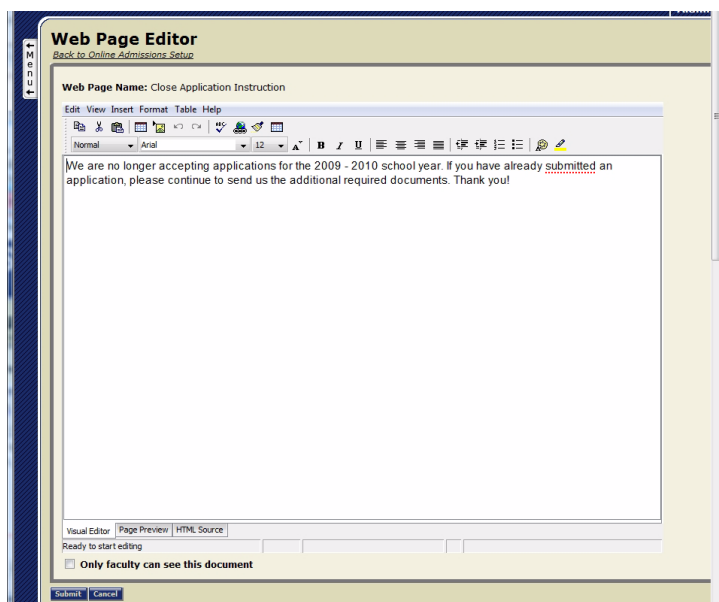 Web Page Editor
Back to Online Admissions Setup
Menu
Web Page Name: Close Application Instruction
Edit View Insert Format Table Help
ABC
Normal Arial 12 A B I U
We are no longer accepting applications for the 2009 - 2010 school year. If you have already submitted an
application, please continue to send us the additional required documents. Thank you!
Visual Editor Page Preview HTML Source
Ready to start editing
Only faculty can see this document
Submit Cancel